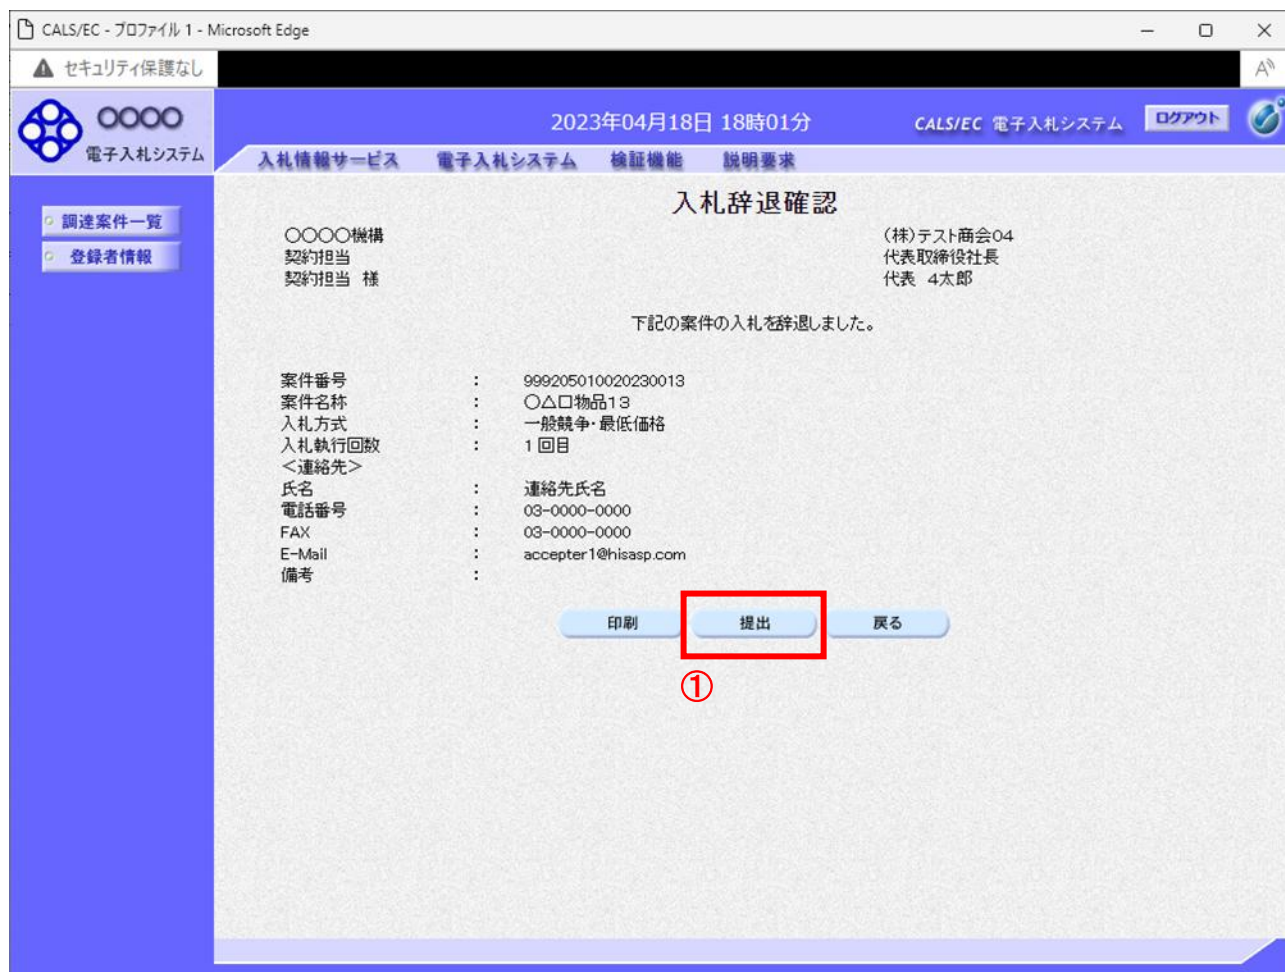 CALS/EC - プロファイル 1 - Microsoft Edge
セキュリティ保護なし
〇〇〇〇
電子入札システム
2023年04月18日 18時01分
CALS/EC 電子入札システム
ログアウト
入札情報サービス 電子入札システム 検証機能 説明要求
調達案件一覧
登録者情報
入札辞退確認
〇〇〇〇機構
契約担当
契約担当 様
(株)テスト商会04
代表取締役社長
代表 4太郎
下記の案件の入札を辞退しました。
案件番号 : 999205010020230013
案件名称 : 〇△口物品13
入札方式 : 一般競争・最低価格
入札執行回数 : 1回目
<連絡先>
氏名 : 連絡先氏名
電話番号 : 03-0000-0000
FAX : 03-0000-0000
E-Mail : accepter1@hisasp.com
備考 :
印刷 提出 戻る
①